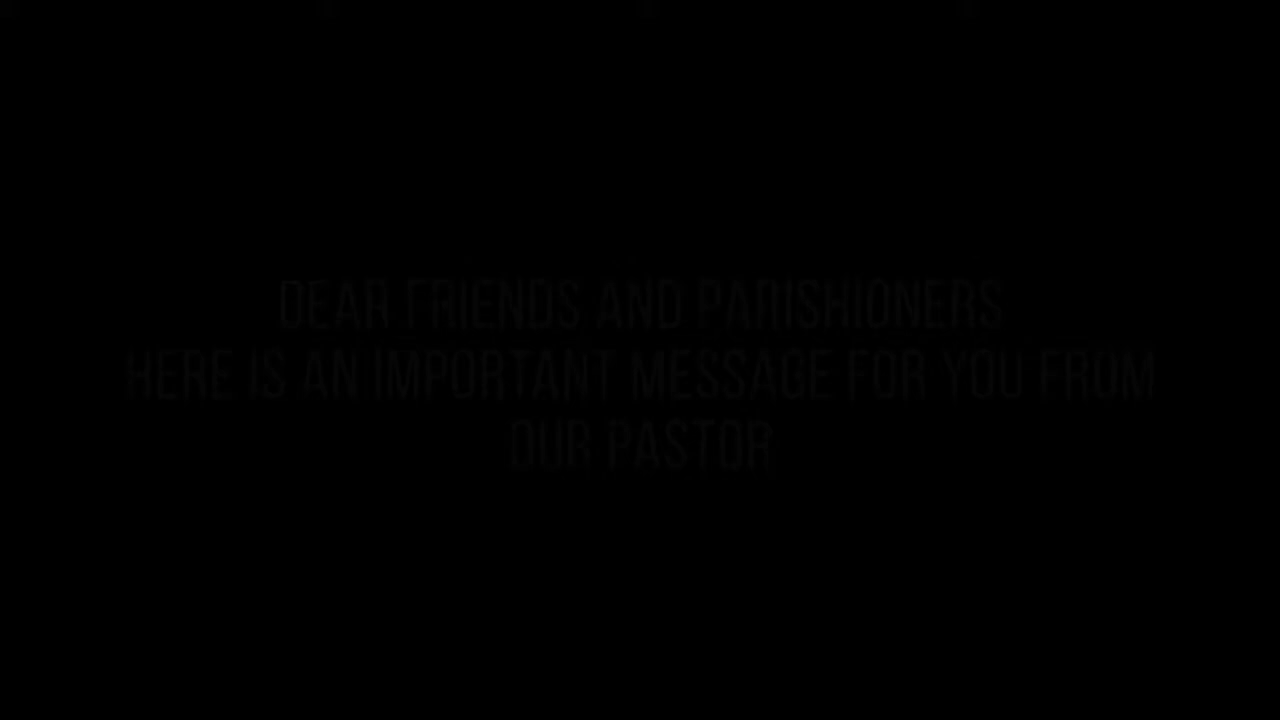 DEAR FRIENDS AND PARISHIONERS
HERE IS AN IMPORTANT MESSAGE FOR YOU FROM
OUR PASTOR